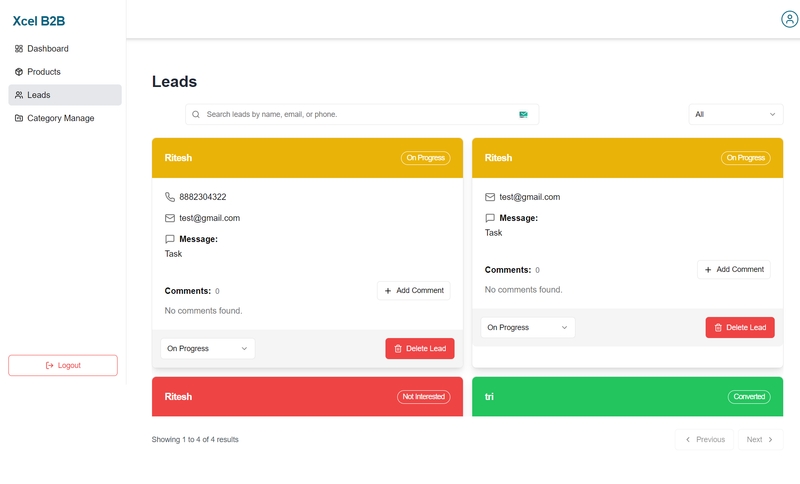 Xcel B2B
Dashboard
Products
Leads
Category Manage
Logout
Leads
Search leads by name, email, or phone.
All
Ritesh
On Progress
8882304322
test@gmail.com
Message:
Task
Comments: 0
Add Comment
No comments found.
On Progress
Delete Lead
Ritesh
On Progress
test@gmail.com
Message:
Task
Comments: 0
Add Comment
No comments found.
On Progress
Delete Lead
Ritesh
Not Interested
tri
Converted
Showing 1 to 4 of 4 results
Previous
Next